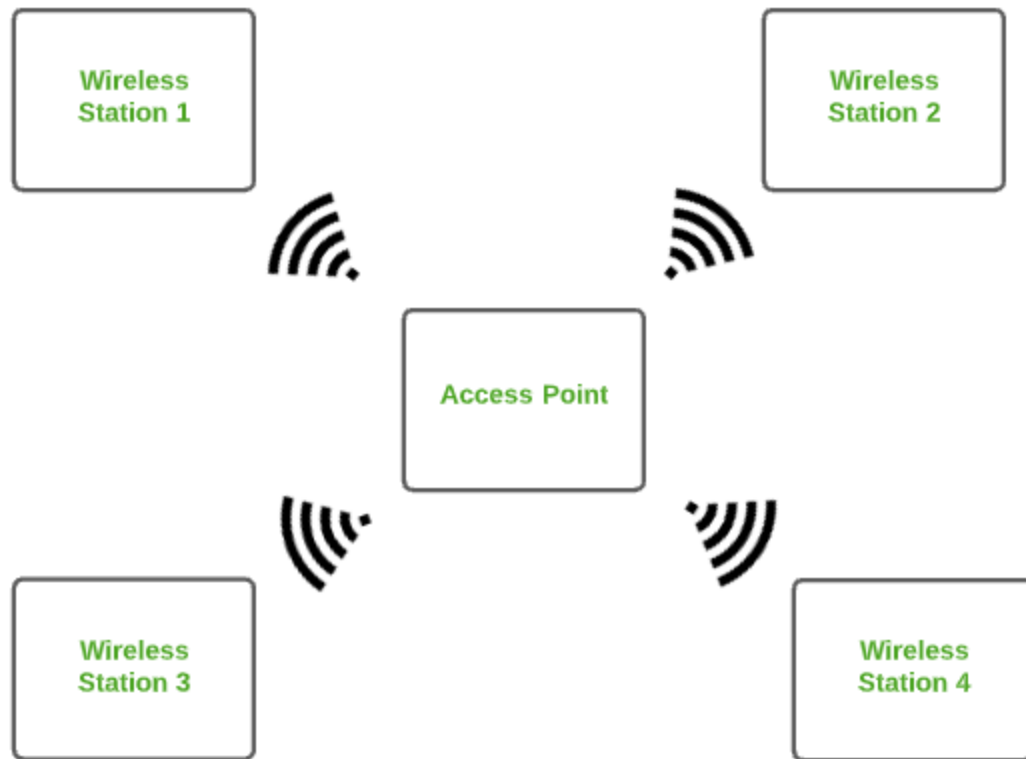 Wireless
Station 1
Wireless
Station 2
Access Point
Wireless
Station 3
Wireless
Station 4